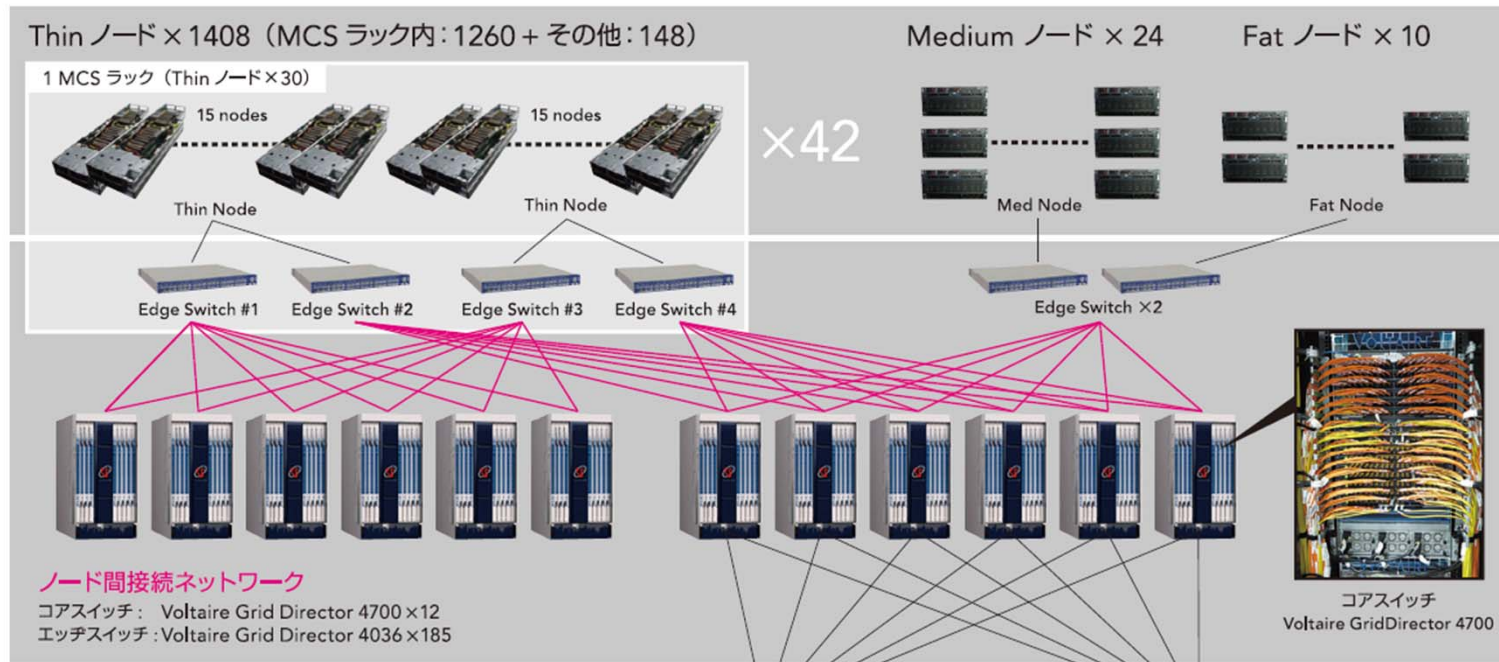 Thin ノード × 1408（MCS ラック内：1260 + その他：148）
Medium ノード × 24
Fat ノード × 10
1 MCS ラック（Thin ノード×30）
15 nodes
15 nodes
×42
Thin Node
Thin Node
Med Node
Fat Node
Edge Switch #1
Edge Switch #2
Edge Switch #3
Edge Switch #4
Edge Switch ×2
ノード間接続ネットワーク
コアスイッチ： Voltaire Grid Director 4700 ×12
エッヂスイッチ：Voltaire Grid Director 4036 ×185
コアスイッチ
Voltaire GridDirector 4700